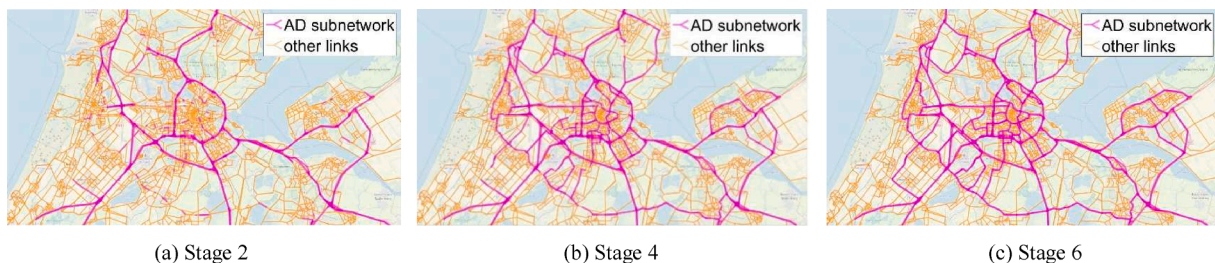 AD subnetwork
other links
AD subnetwork
other links
AD subnetwork
other links
(a) Stage 2
(b) Stage 4
(c) Stage 6